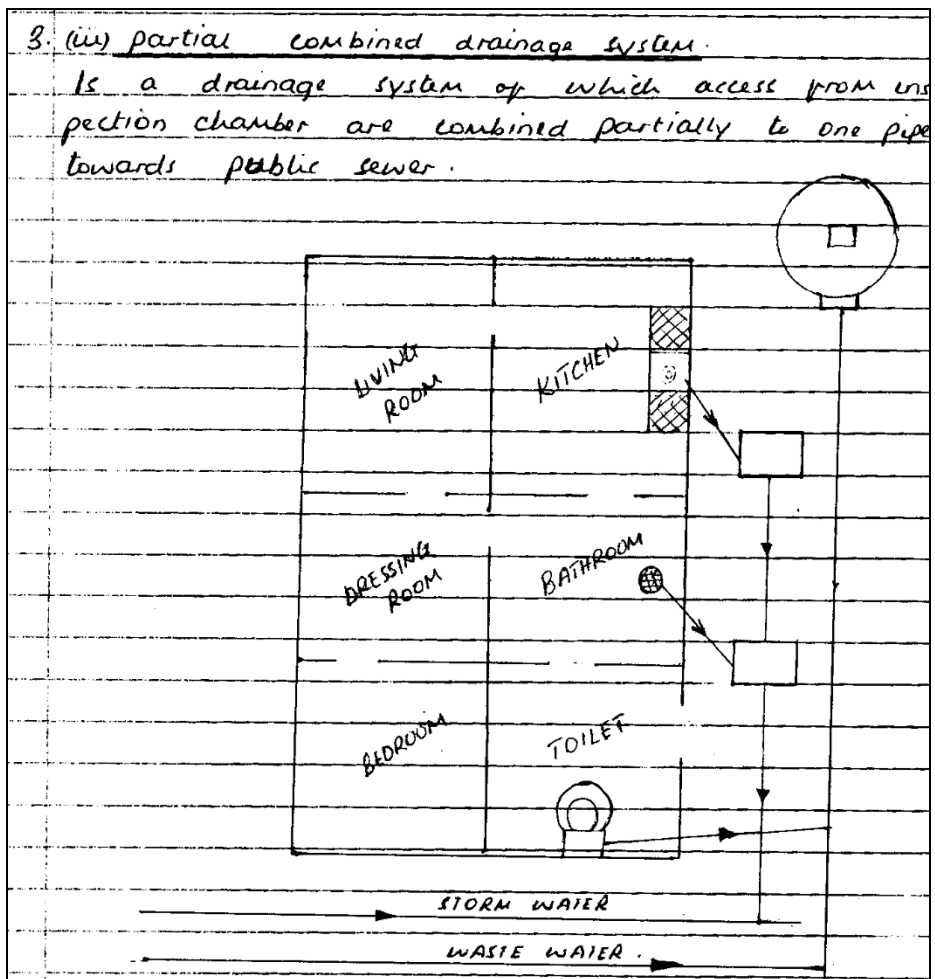 3. (iii) partial combined drainage system.
Is a drainage system of which access from ins
pection chamber are combined partially to one pipe
towards public sewer.
LIVING
ROOM
KITCHEN
DRESSING
ROOM
BATHROOM
BEDROOM
TOILET
STORM WATER
WASTE WATER.